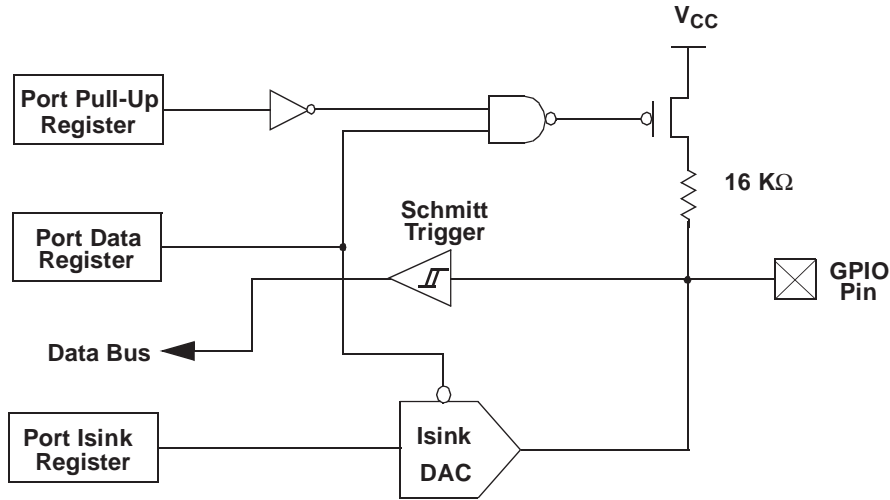 VCC
Port Pull-Up
Register
16 KΩ
Schmitt
Trigger
Port Data
Register
GPIO
Pin
Data Bus
Port Isink
Register
Isink
DAC